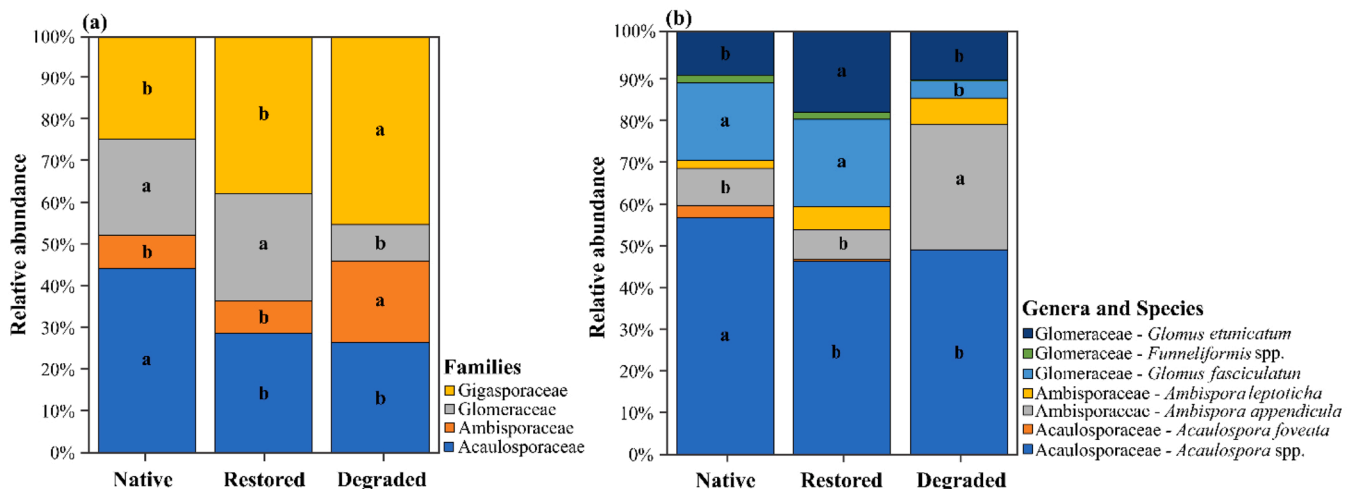 (a)
100%
90%
80%
70%
60%
50%
40%
30%
20%
10%
0%
Relative abundance
b
a
b
a
b
a
b
b
a
b
a
b
Native
Restored
Degraded
Families
Gigasporaceae
Glomeraceae
Ambisporaceae
Acaulosporaceae
(b)
100%
90%
80%
70%
60%
50%
40%
30%
20%
10%
0%
Relative abundance
b
a
b
a
a
a
b
b
b
b
a
b
Native
Restored
Degraded
Genera and Species
Glomeraceae - Glomus etunicatum
Glomeraceae - Funneliformis spp.
Glomeraceae - Glomus fasciculatun
Ambisporaceae - Ambispora leptoticha
Ambisporaceae - Ambispora appendicula
Acaulosporaceae - Acaulospora foveata
Acaulosporaceae - Acaulospora spp.